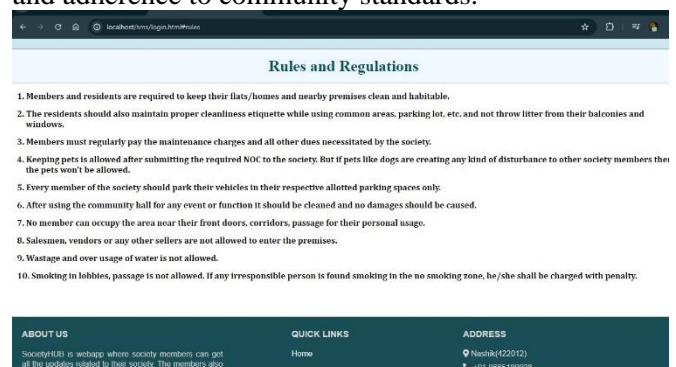 and adherence to community standards.
localhost/sms/login.html#rules
Rules and Regulations
1. Members and residents are required to keep their flats/homes and nearby premises clean and habitable.
2. The residents should also maintain proper cleanliness etiquette while using common areas, parking lot, etc. and not throw litter from their balconies and
windows.
3. Members must regularly pay the maintenance charges and all other dues necessitated by the society.
4. Keeping pets is allowed after submitting the required NOC to the society. But if pets like dogs are creating any kind of disturbance to other society members then
the pets won't be allowed.
5. Every member of the society should park their vehicles in their respective allotted parking spaces only.
6. After using the community hall for any event or function it should be cleaned and no damages should be caused.
7. No member can occupy the area near their front doors, corridors, passage for their personal usage.
8. Salesmen, vendors or any other sellers are not allowed to enter the premises.
9. Wastage and over usage of water is not allowed.
10. Smoking in lobbies, passage is not allowed. If any irresponsible person is found smoking in the no smoking zone, he/she shall be charged with penalty.
ABOUT US
SocietyHUB is webapp where society members can get
all the updates related to their society. The members also
QUICK LINKS
Home
ADDRESS
Nashik(422012)